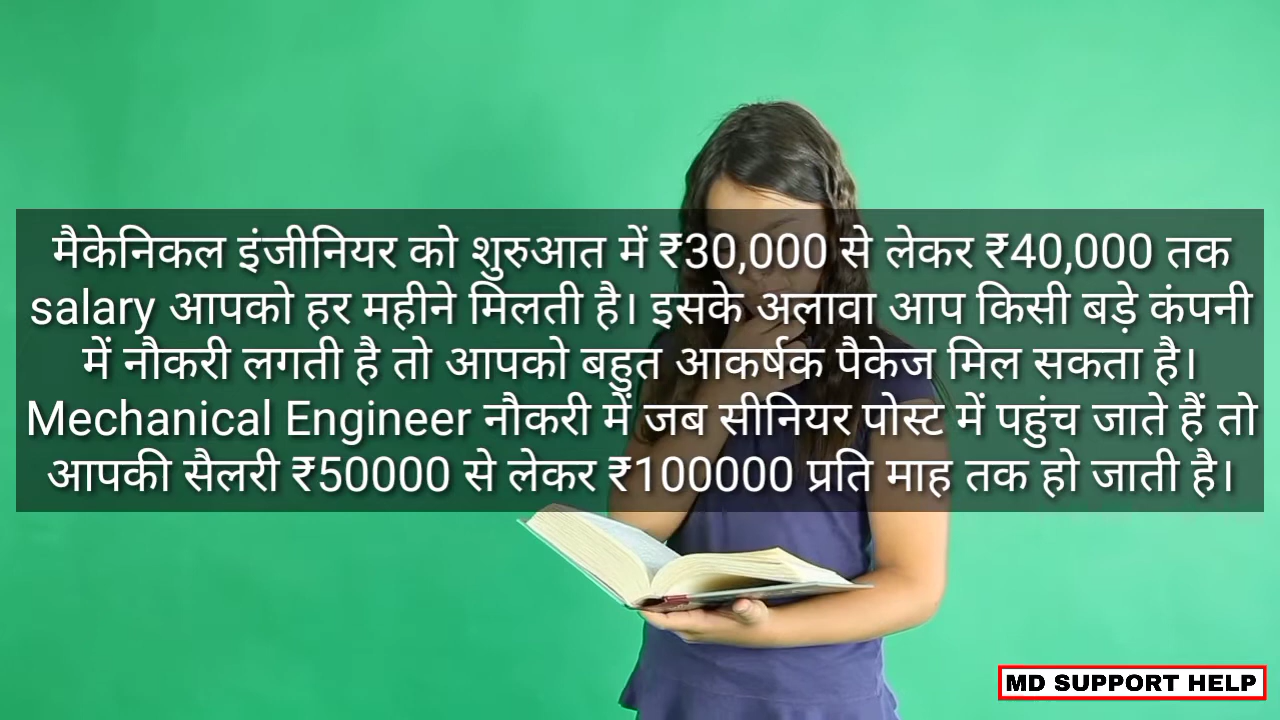 मैकेनिकल इंजीनियर को शुरुआत में ₹30,000 से लेकर ₹40,000 तक
salary आपको हर महीने मिलती है। इसके अलावा आप किसी बड़े कंपनी
में नौकरी लगती है तो आपको बहुत आकर्षक पैकेज मिल सकता है।
Mechanical Engineer नौकरी में जब सीनियर पोस्ट में पहुंच जाते हैं तो
आपकी सैलरी ₹50000 से लेकर ₹100000 प्रति माह तक हो जाती है।
MD SUPPORT HELP